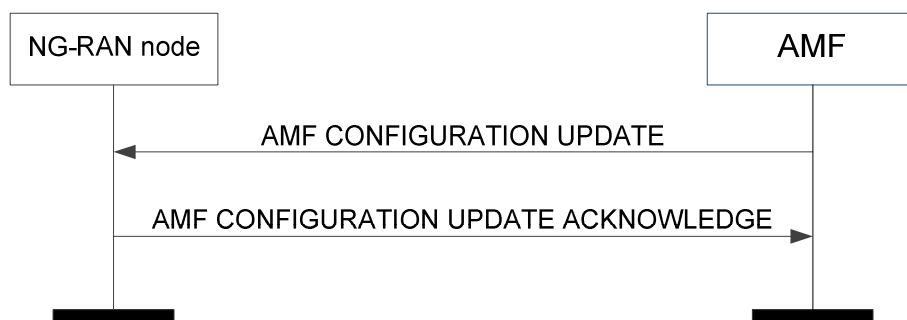 NG-RAN node
AMF
AMF CONFIGURATION UPDATE
AMF CONFIGURATION UPDATE ACKNOWLEDGE